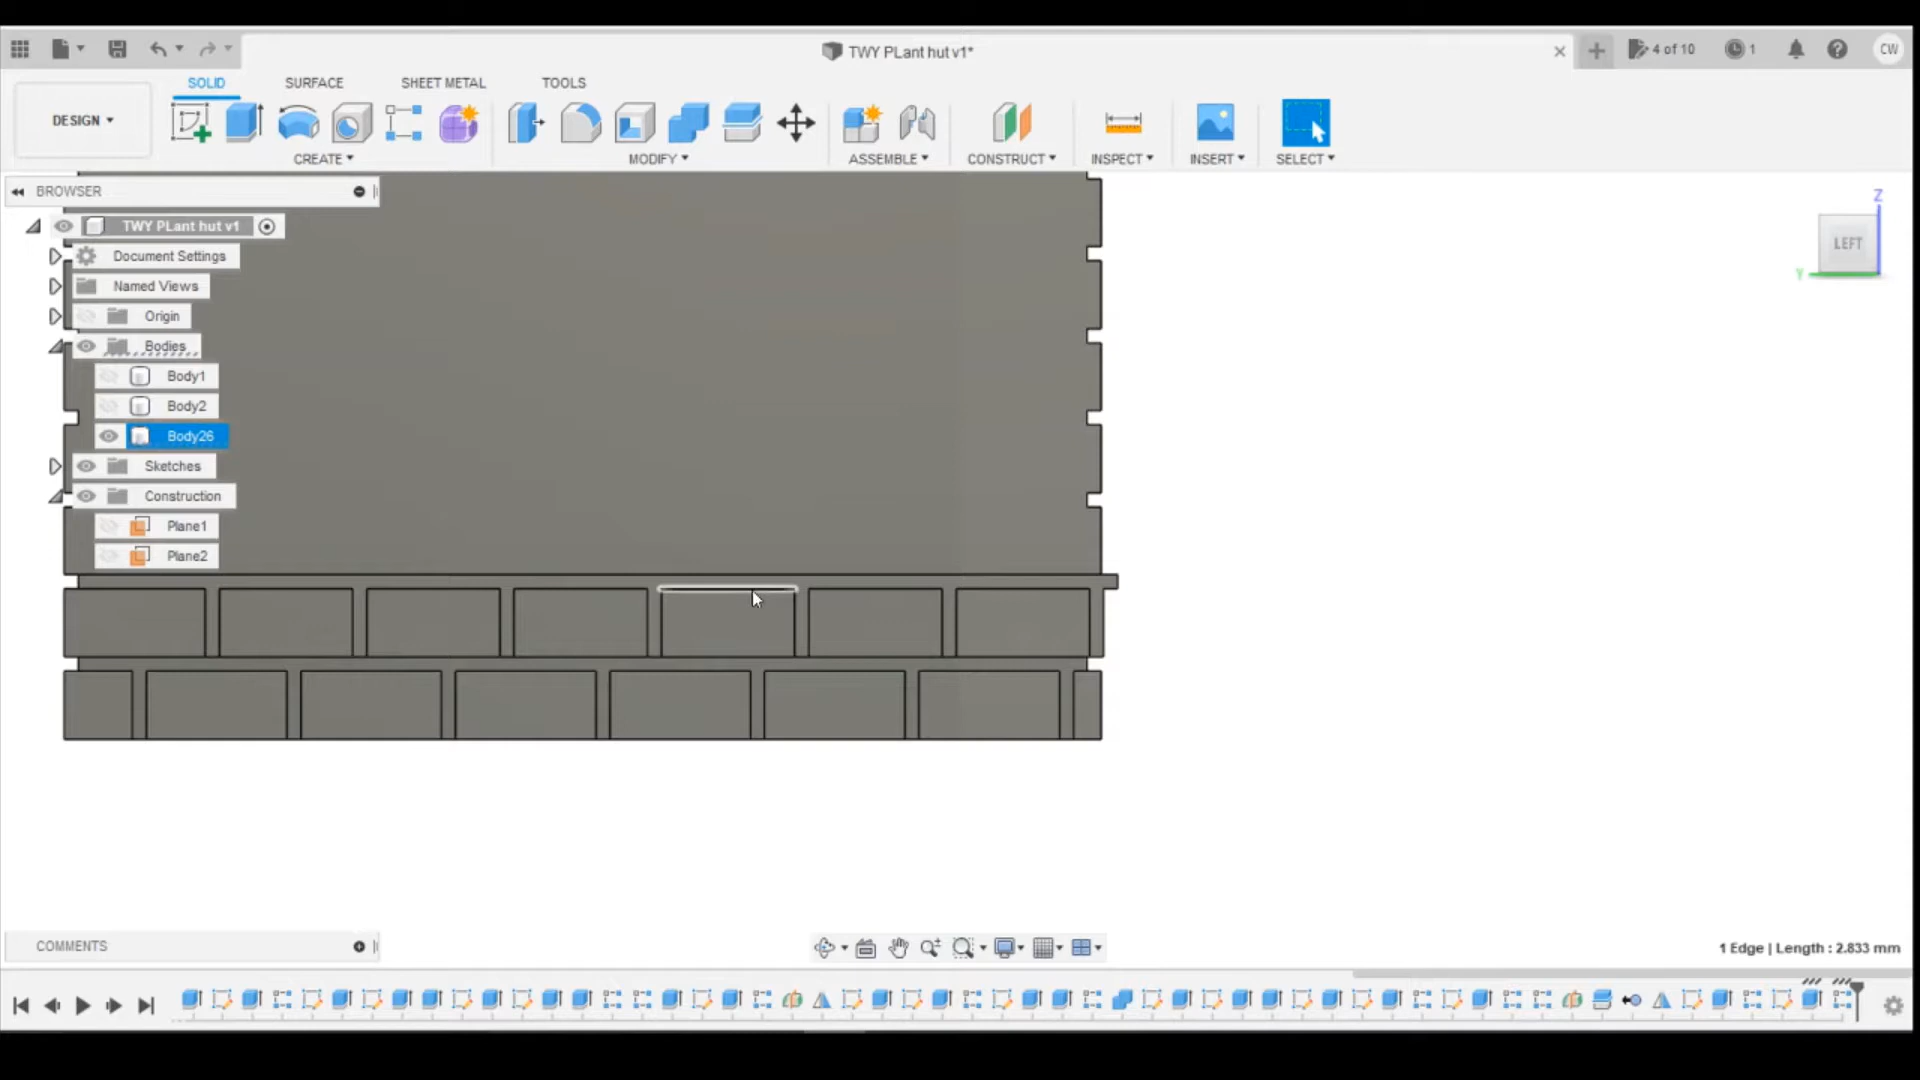 TWY PLant hut v1*
4 of 10
1
CW
DESIGN
SOLID
SURFACE
SHEET METAL
TOOLS
CREATE
MODIFY
ASSEMBLE
CONSTRUCT
INSPECT
INSERT
SELECT
BROWSER
TWY PLant hut v1
Document Settings
Named Views
Origin
Bodies
Body1
Body2
Body26
Sketches
Construction
Plane1
Plane2
Z
LEFT
Y
COMMENTS
1 Edge | Length : 2.833 mm